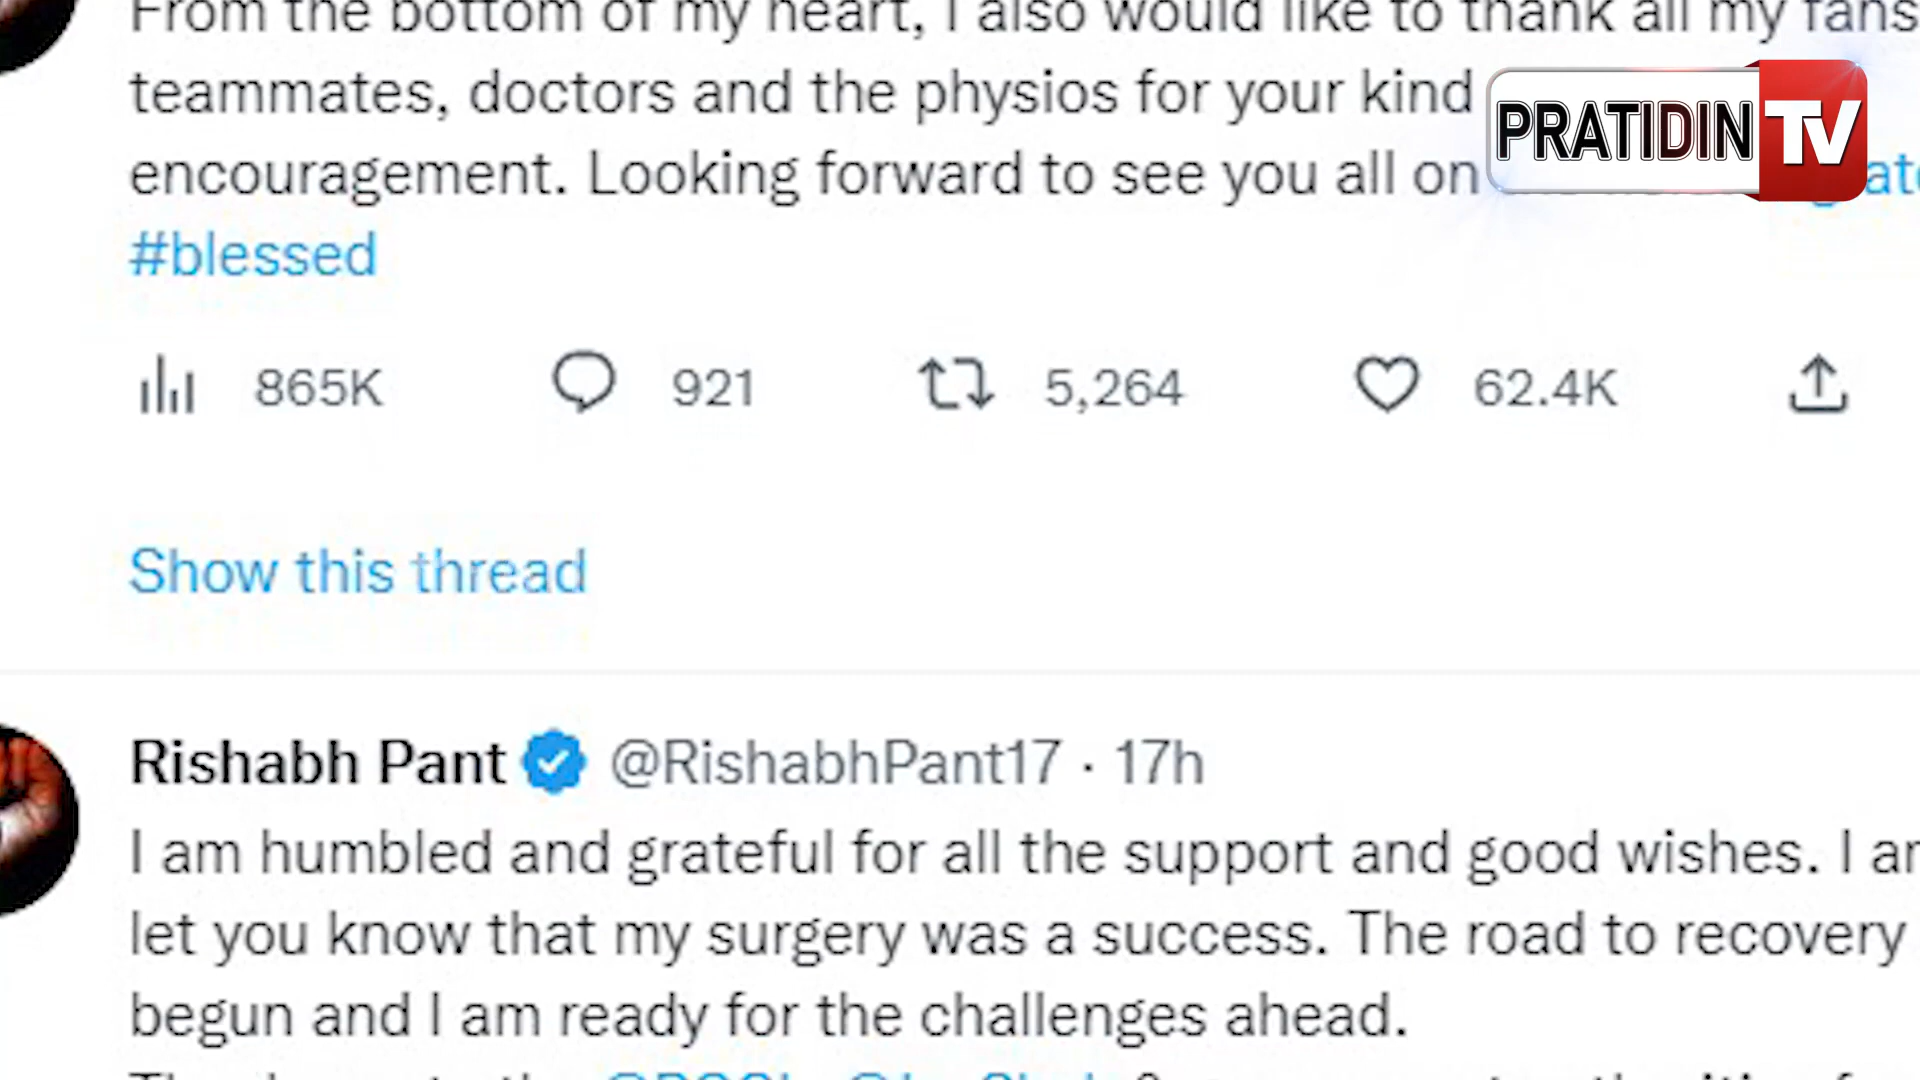 From the bottom of my heart, I also would like to thank all my fans
teammates, doctors and the physios for your kind
PRATIDIN TV
encouragement. Looking forward to see you all on
#blessed
865K 921 5,264 62.4K
Show this thread
Rishabh Pant @RishabhPant17 · 17h
I am humbled and grateful for all the support and good wishes. I
let you know that my surgery was a success. The road to recovery
begun and I am ready for the challenges ahead.